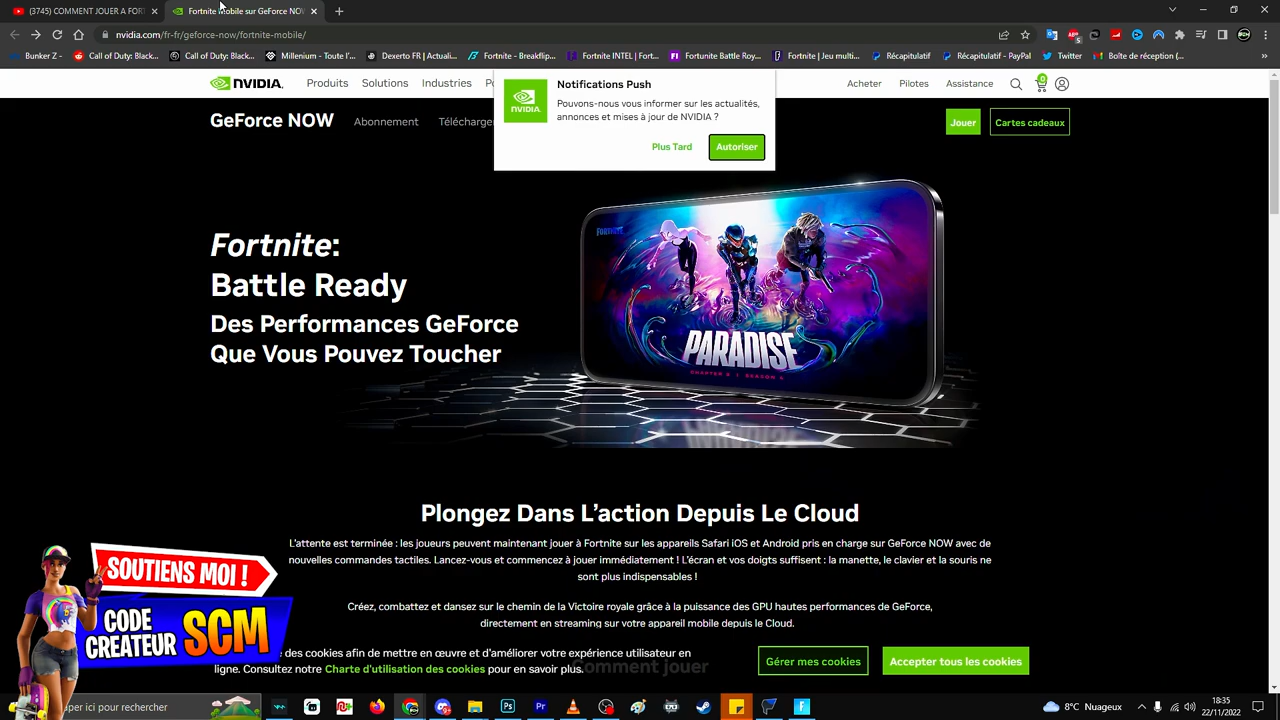 (3745) COMMENT JOUER A FOR
Fortnite Mobile sur GeForce NO
nvidia.com/fr-fr/geforce-now/fortnite-mobile/
Bunker Z -
Call of Duty: Black...
Call of Duty: Black...
Millenium - Toute l'...
Dexerto FR | Actuali...
Fortnite - Breakflip...
Fortnite INTEL | Fort...
Fortunite Battle Roy...
Fortnite | Jeu multi...
Récapitulatif
Récapitulatif - PayPal
Twitter
Boîte de réception (...
NVIDIA.
Produits
Solutions
Industries
Acheter
Pilotes
Assistance
0
Notifications Push
Pouvons-nous vous informer sur les actualités,
annonces et mises à jour de NVIDIA ?
Plus Tard
Autoriser
NVIDIA.
GeForce NOW
Abonnement
Télécharge
Jouer
Cartes cadeaux
FORTNITE
PARADISE
Fortnite:
Battle Ready
Des Performances GeForce
Que Vous Pouvez Toucher
Plongez Dans L'action Depuis Le Cloud
L'attente est terminée : les joueurs peuvent maintenant jouer à Fortnite sur les appareils Safari iOS et Android pris en charge sur GeForce NOW avec de
nouvelles commandes tactiles. Lancez-vous et commencez à jouer immédiatement ! L'écran et vos doigts suffisent : la manette, le clavier et la souris ne
sont plus indispensables !
Créez, combattez et dansez sur le chemin de la Victoire royale grâce à la puissance des GPU hautes performances de GeForce,
directement en streaming sur votre appareil mobile depuis le Cloud.
SOUTIENS MOI !
CODE
CREATEUR SCM
des cookies afin de mettre en œuvre et d'améliorer votre expérience utilisateur en
ligne. Consultez notre Charte d'utilisation des cookies pour en savoir plus.
Comment jouer
Gérer mes cookies
Accepter tous les cookies
per ici pour rechercher
8°C Nuageux
18:35
22/11/2022